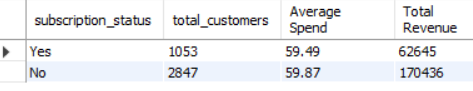 subscription_status total_customers Average Spend Total Revenue
Yes 1053 59.49 62645
No 2847 59.87 170436